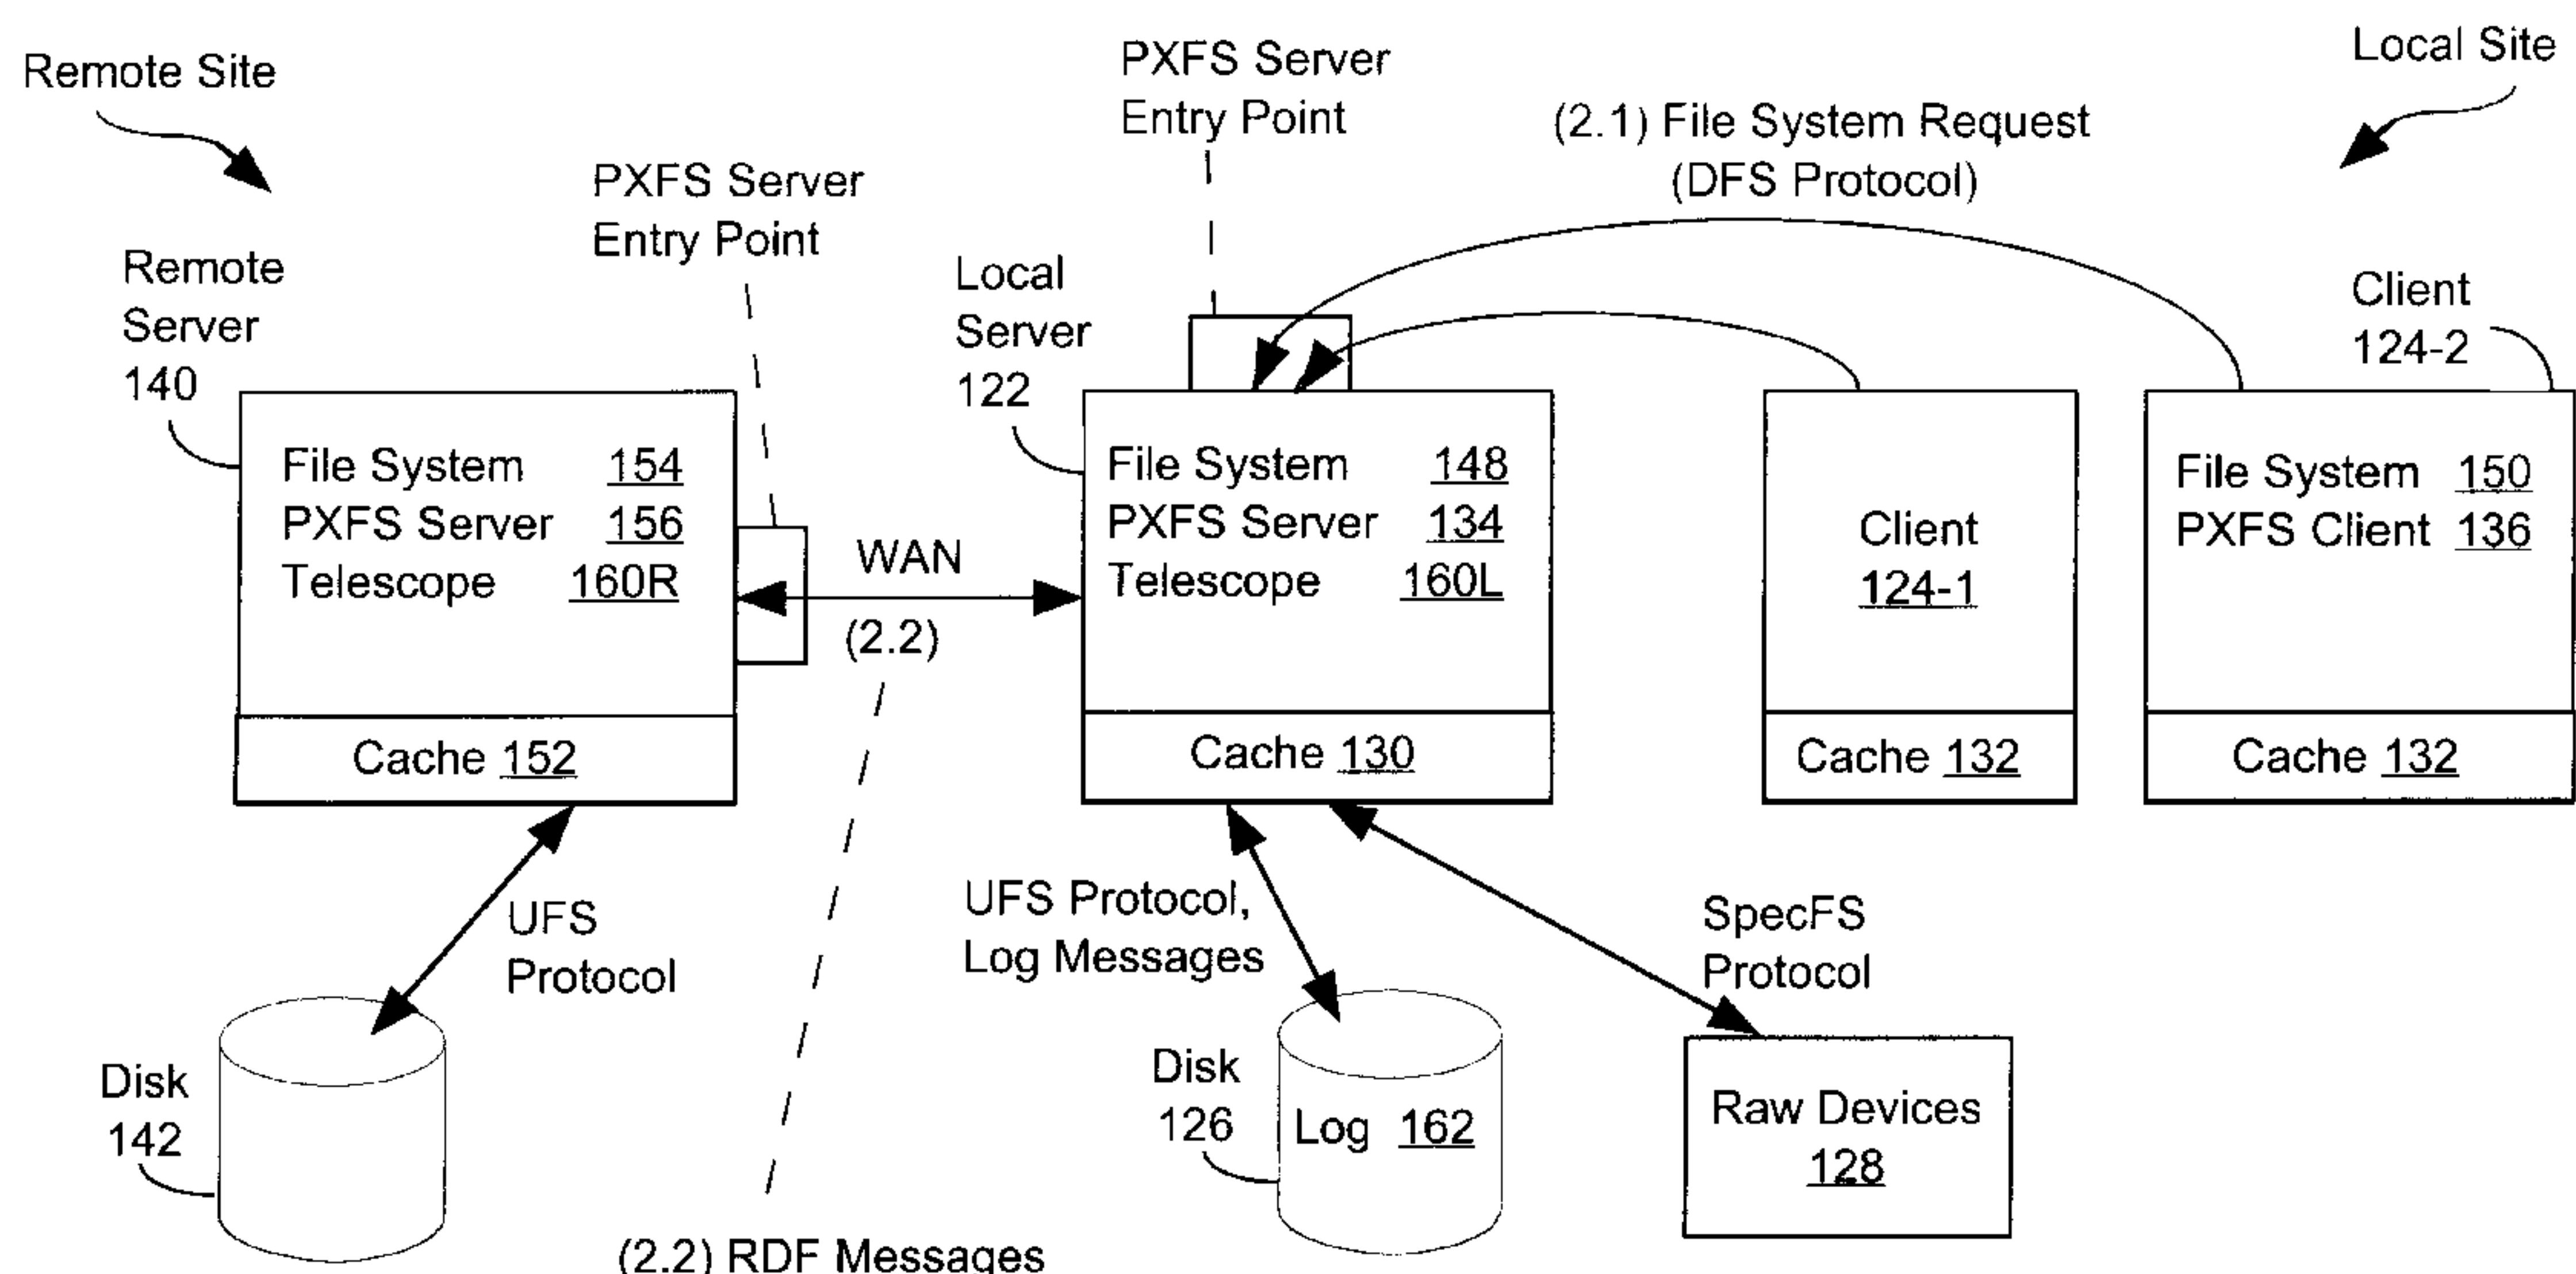 Remote Site
PXFS Server
Entry Point
Local Site
(2.1) File System Request
(DFS Protocol)
PXFS Server
Entry Point
Remote
Server
140
Local
Server
122
Client
124-2
File System 154
PXFS Server 156
Telescope 160R
Cache 152
WAN
(2.2)
File System 148
PXFS Server 134
Telescope 160L
Cache 130
Client
124-1
Cache 132
File System 150
PXFS Client 136
Cache 132
UFS
Protocol
UFS Protocol,
Log Messages
SpecFS
Protocol
Disk
142
Disk
126
Log 162
Raw Devices
128
(2.2) RDF Messages